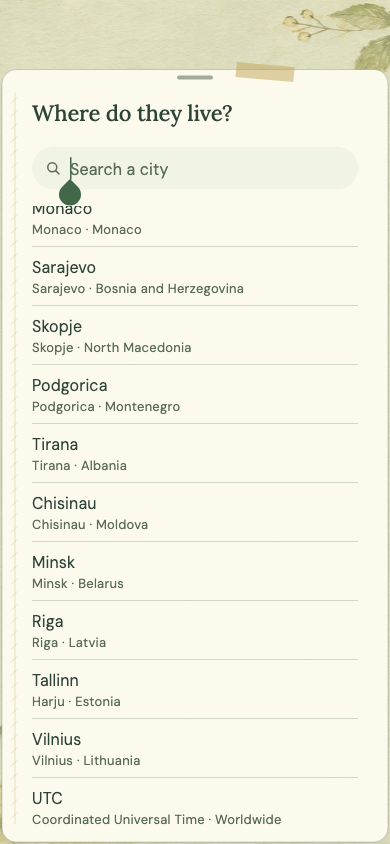 Where do they live?
Search a city
Monaco
Monaco · Monaco
Sarajevo
Sarajevo · Bosnia and Herzegovina
Skopje
Skopje · North Macedonia
Podgorica
Podgorica · Montenegro
Tirana
Tirana · Albania
Chisinau
Chisinau · Moldova
Minsk
Minsk · Belarus
Riga
Riga · Latvia
Tallinn
Harju · Estonia
Vilnius
Vilnius · Lithuania
UTC
Coordinated Universal Time · Worldwide